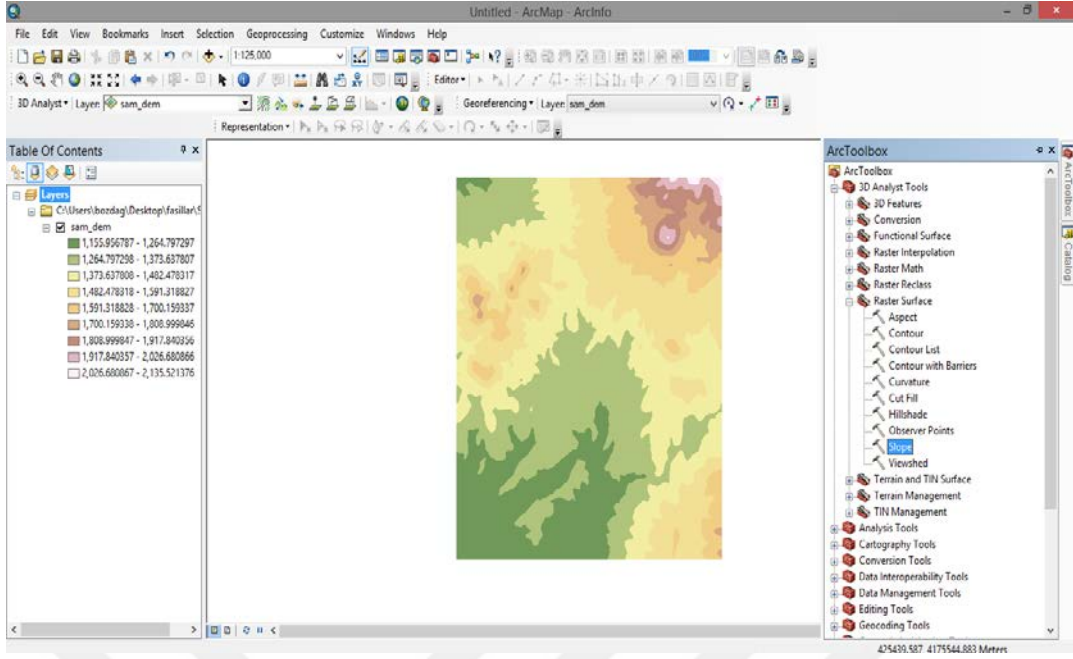 Untitled - ArcMap - ArcInfo
File Edit View Bookmarks Insert Selection Geoprocessing Customize Windows Help
1:125,000
Editor
3D Analyst Layer: sam_dem Georeferencing Layer: sam_dem
Representation
Table Of Contents
Layers
C:\Users\bozdag\Desktop\fasillar\S
sam_dem
1,155.956787 - 1,264.797297
1,264.797298 - 1,373.637807
1,373.637808 - 1,482.478317
1,482.478318 - 1,591.318827
1,591.318828 - 1,700.159337
1,700.159338 - 1,808.999846
1,808.999847 - 1,917.840356
1,917.840357 - 2,026.680866
2,026.680867 - 2,135.521376
ArcToolbox
ArcToolbox
3D Analyst Tools
3D Features
Conversion
Functional Surface
Raster Interpolation
Raster Math
Raster Reclass
Raster Surface
Aspect
Contour
Contour List
Contour with Barriers
Curvature
Cut Fill
Hillshade
Observer Points
Slope
Viewshed
Terrain and TIN Surface
Terrain Management
TIN Management
Analysis Tools
Cartography Tools
Conversion Tools
Data Interoperability Tools
Data Management Tools
Editing Tools
Geocoding Tools
ArcToolbox
Catalog
425439.587 4175544.883 Meters